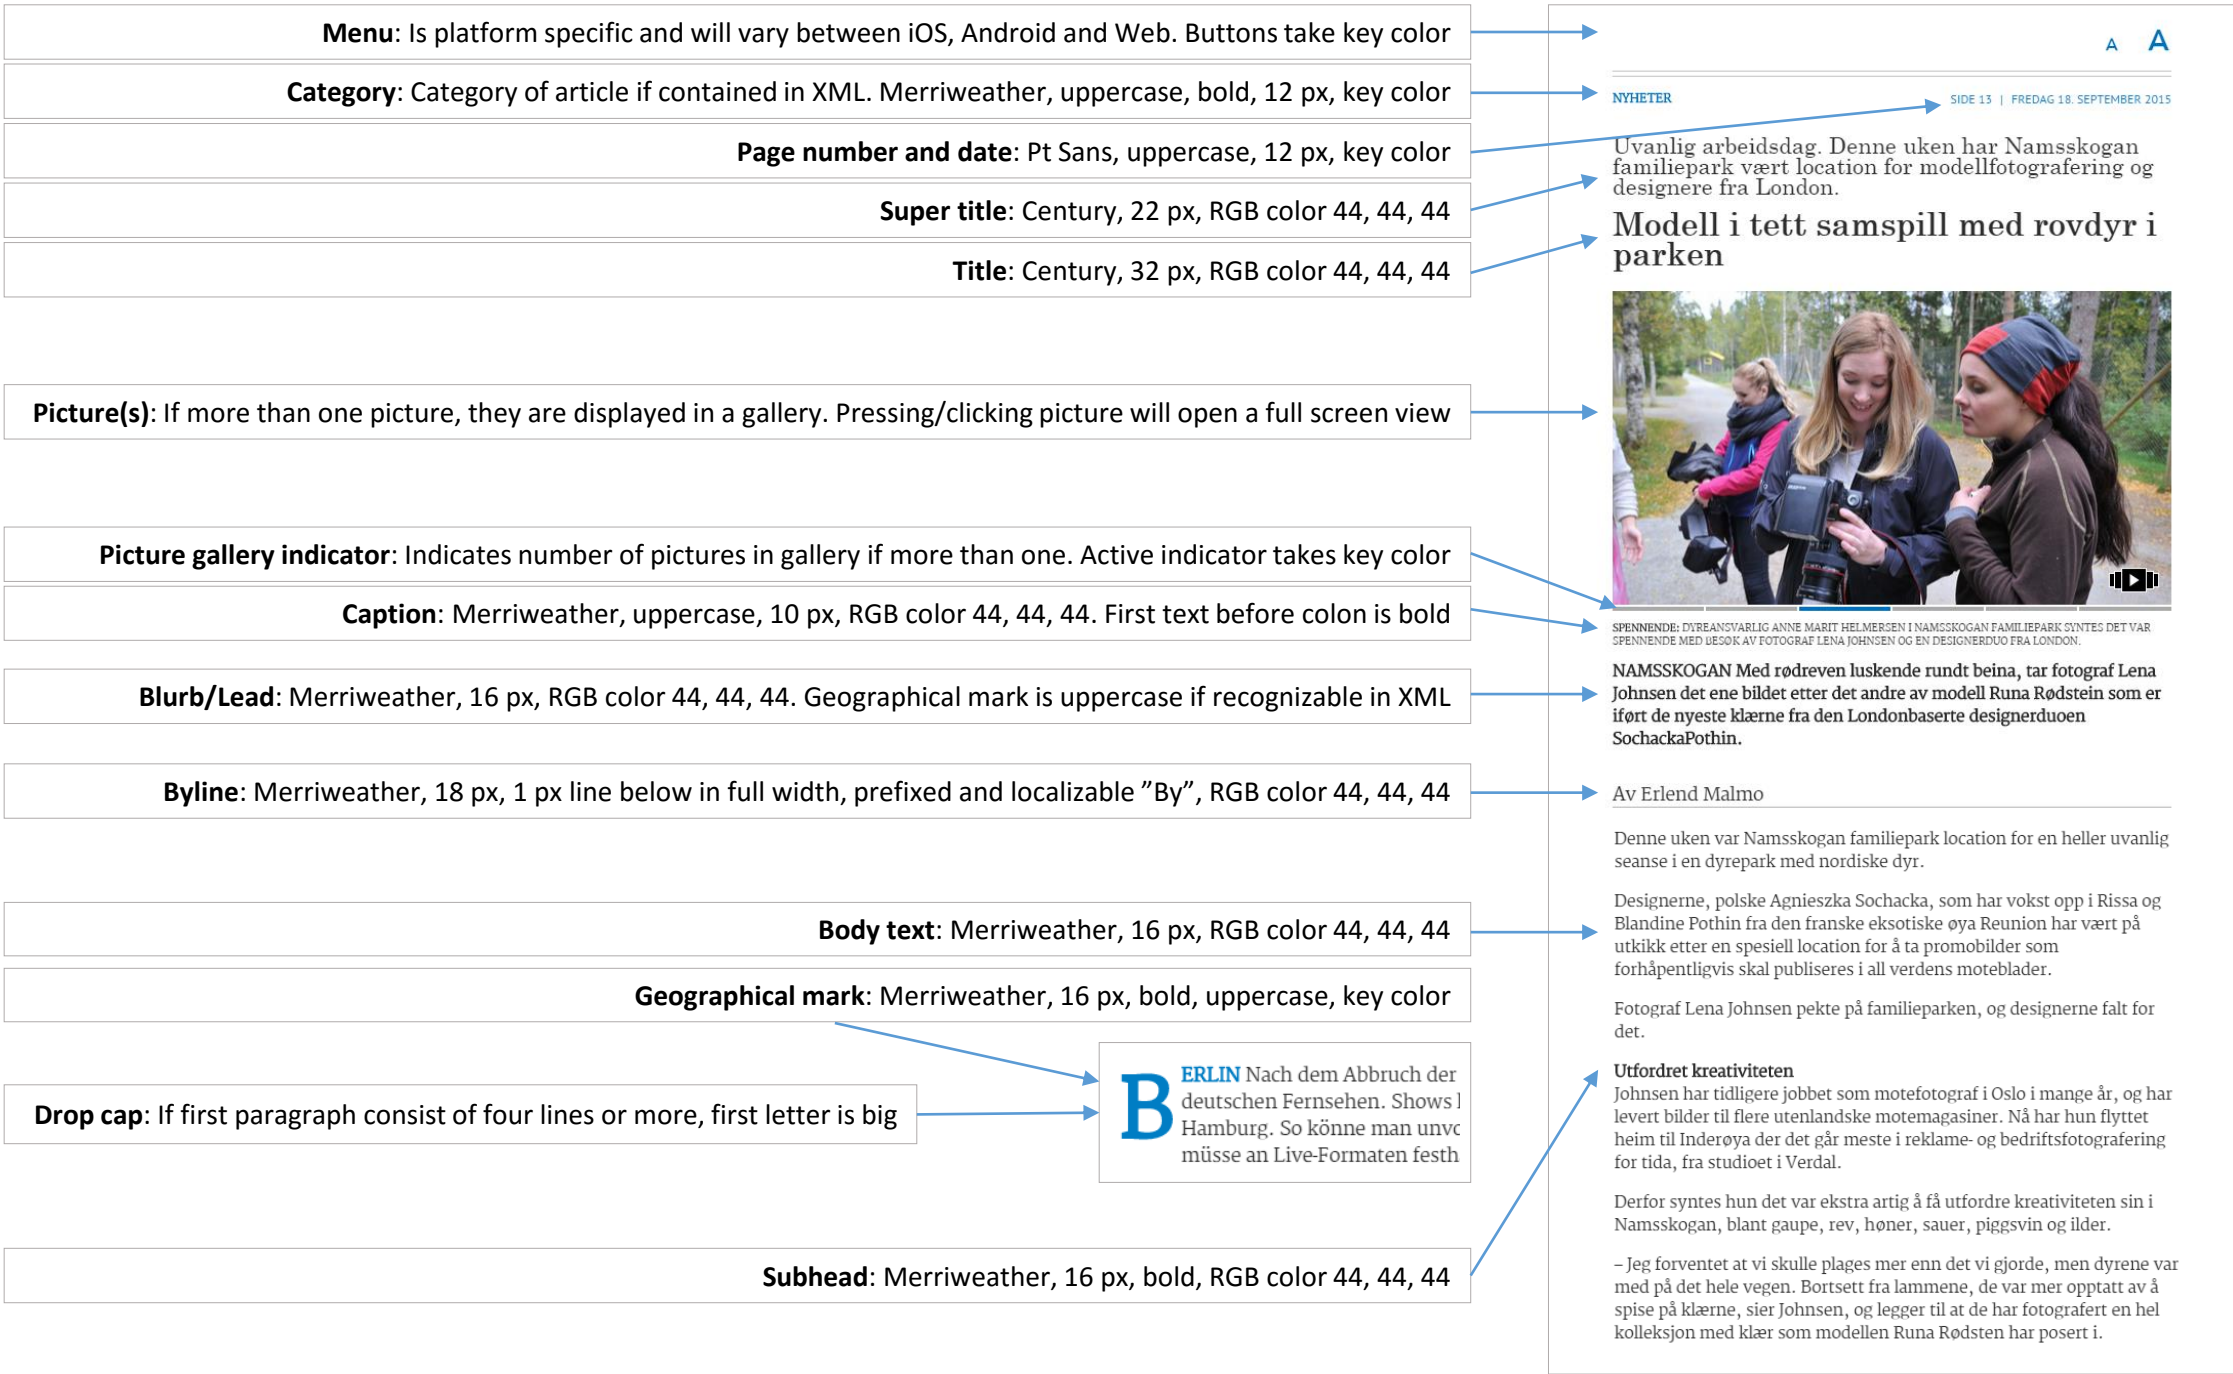 Menu: Is platform specific and will vary between iOS, Android and Web. Buttons take key color
Category: Category of article if contained in XML. Merriweather, uppercase, bold, 12 px, key color
Page number and date: Pt Sans, uppercase, 12 px, key color
Super title: Century, 22 px, RGB color 44, 44, 44
Title: Century, 32 px, RGB color 44, 44, 44
Picture(s): If more than one picture, they are displayed in a gallery. Pressing/clicking picture will open a full screen view
Picture gallery indicator: Indicates number of pictures in gallery if more than one. Active indicator takes key color
Caption: Merriweather, uppercase, 10 px, RGB color 44, 44, 44. First text before colon is bold
Blurb/Lead: Merriweather, 16 px, RGB color 44, 44, 44. Geographical mark is uppercase if recognizable in XML
Byline: Merriweather, 18 px, 1 px line below in full width, prefixed and localizable ”By”, RGB color 44, 44, 44
Body text: Merriweather, 16 px, RGB color 44, 44, 44
Geographical mark: Merriweather, 16 px, bold, uppercase, key color
Drop cap: If first paragraph consist of four lines or more, first letter is big
BERLIN Nach dem Abbruch der
deutschen Fernsehen. Shows
Hamburg. So könne man unvo
müsse an Live-Formaten festh
Subhead: Merriweather, 16 px, bold, RGB color 44, 44, 44
A A
NYHETER
SIDE 13 | FREDAG 18. SEPTEMBER 2015
Uvanlig arbeidsdag. Denne uken har Namsskogan
familiepark vært location for modellfotografering og
designere fra London.
Modell i tett samspill med rovdyr i
parken
SPENNENDE: DYREANSVARLIG ANNE MARIT HELMERSEN I NAMSSKOGAN FAMILIEPARK SYNTES DET VAR
SPENNENDE MED BESØK AV FOTOGRAF LENA JOHNSEN OG EN DESIGNERDUO FRA LONDON.
NAMSSKOGAN Med rødreven luskende rundt beina, tar fotograf Lena
Johnsen det ene bildet etter det andre av modell Runa Rødstein som er
iført de nyeste klærne fra den Londonbaserte designerduoen
SochackaPothin.
Av Erlend Malmo
Denne uken var Namsskogan familiepark location for en heller uvanlig
seanse i en dyrepark med nordiske dyr.
Designerne, polske Agnieszka Sochacka, som har vokst opp i Rissa og
Blandine Pothin fra den franske eksotiske øya Reunion har vært på
utkikk etter en spesiell location for å ta promobilder som
forhåpentligvis skal publiseres i all verdens moteblader.
Fotograf Lena Johnsen pekte på familieparken, og designerne falt for
det.
Utfordret kreativiteten
Johnsen har tidligere jobbet som motefotograf i Oslo i mange år, og har
levert bilder til flere utenlandske motemagasiner. Nå har hun flyttet
heim til Inderøya der det går meste i reklame- og bedriftsfotografering
for tida, fra studioet i Verdal.
Derfor syntes hun det var ekstra artig å få utfordre kreativiteten sin i
Namsskogan, blant gaupe, rev, høner, sauer, piggsvin og ilder.
– Jeg forventet at vi skulle plages mer enn det vi gjorde, men dyrene var
med på det hele vegen. Bortsett fra lammene, de var mer opptatt av å
spise på klærne, sier Johnsen, og legger til at de har fotografert en hel
kolleksjon med klær som modellen Runa Rødsten har posert i.